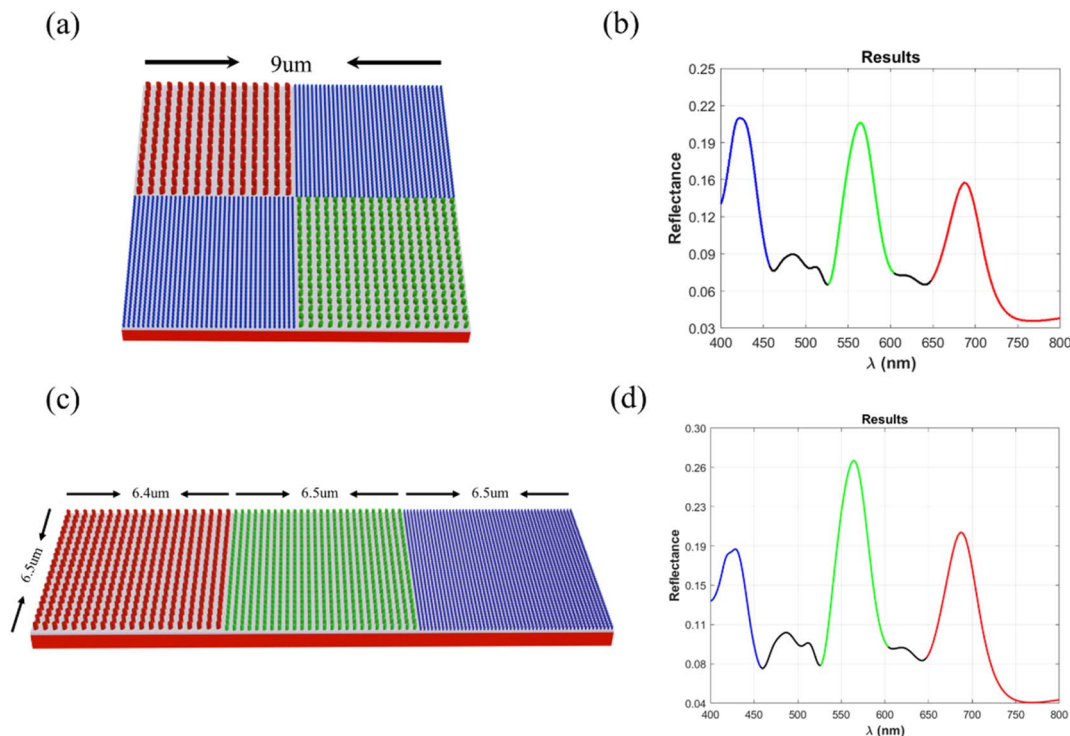 (a)
9um
(b)
Results
0.25
0.22
0.19
0.16
0.12
0.09
0.06
0.03
Reflectance
400 450 500 550 600 650 700 750 800
λ (nm)
(c)
6.4um 6.5um 6.5um
6.5um
(d)
Results
0.30
0.26
0.23
0.19
0.15
0.11
0.08
0.04
Reflectance
400 450 500 550 600 650 700 750 800
λ (nm)